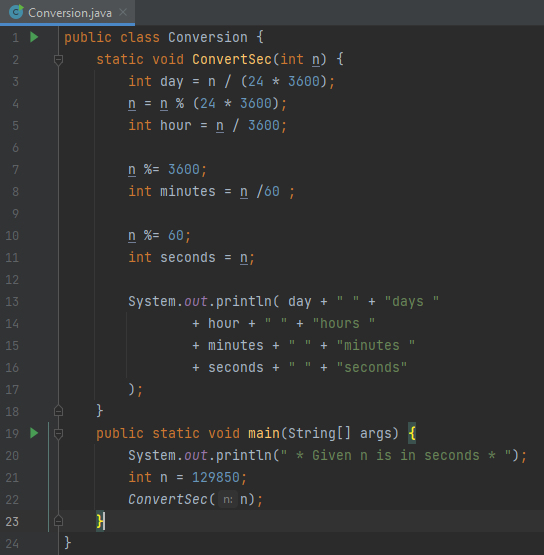 Conversion.java
1 public class Conversion {
2 static void ConvertSec(int n) {
3 int day = n / (24 * 3600);
4 n = n % (24 * 3600);
5 int hour = n / 3600;
6
7 n %= 3600;
8 int minutes = n /60 ;
9
10 n %= 60;
11 int seconds = n;
12
13 System.out.println( day + " " + "days "
14 + hour + " " + "hours "
15 + minutes + " " + "minutes "
16 + seconds + " " + "seconds"
17 );
18 }
19 public static void main(String[] args) {
20 System.out.println(" * Given n is in seconds * ");
21 int n = 129850;
22 ConvertSec( n: n);
23 }
24 }